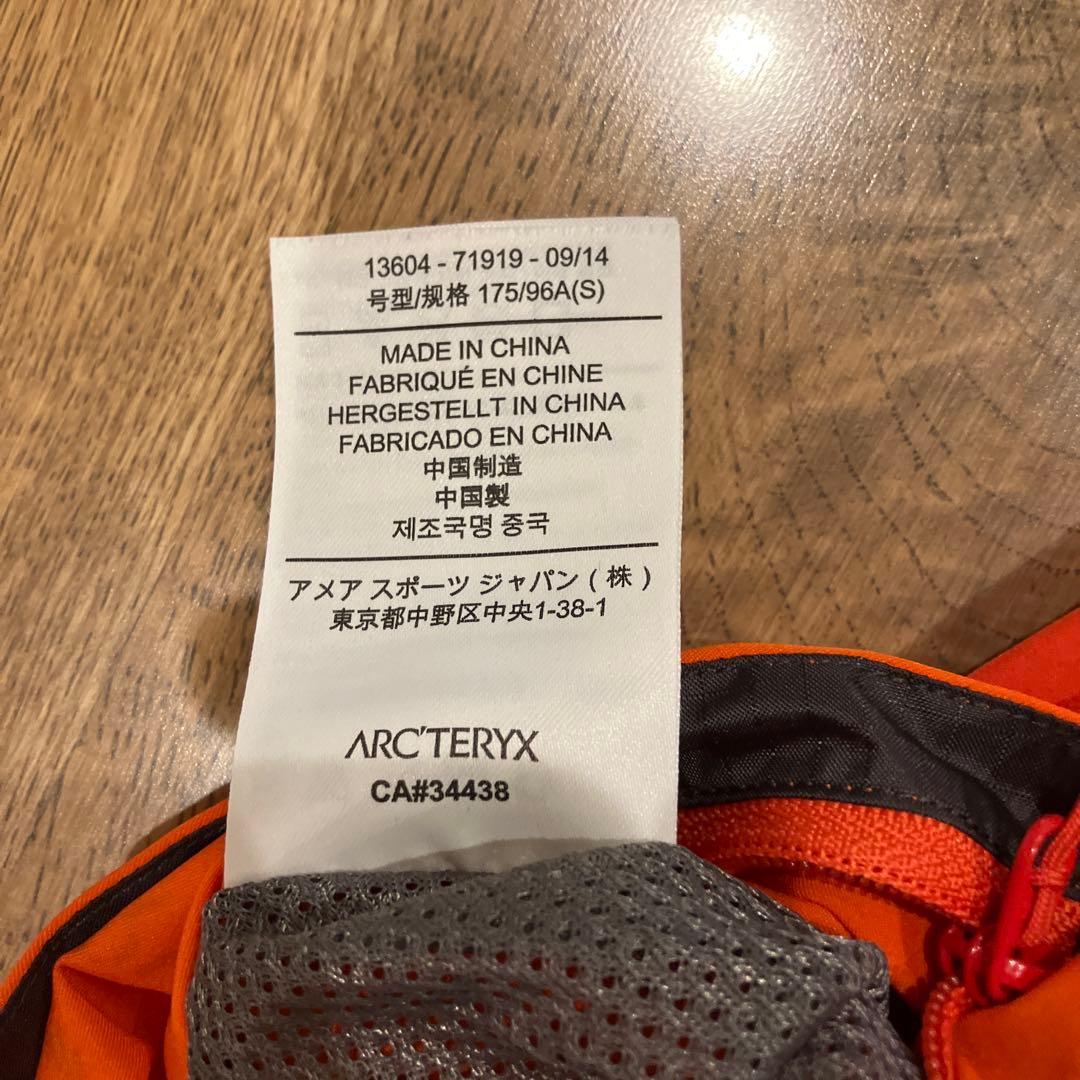 13604 - 71919 - 09/14
号型/规格 175/96A(S)
MADE IN CHINA
FABRIQUÉ EN CHINE
HERGESTELLT IN CHINA
FABRICADO EN CHINA
中国制造
中国製
제조국명 중국
アメア スポーツ ジャパン ( 株 )
東京都中野区中央1-38-1
ARC'TERYX
CA#34438